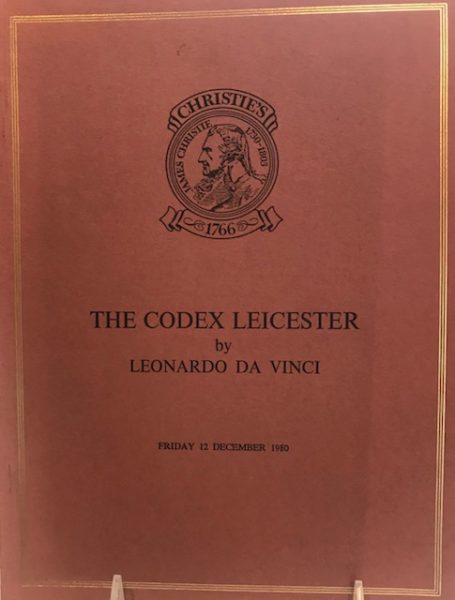 CHRISTIE'S
JAMES CHRISTIE 1730-1803
1766
THE CODEX LEICESTER
by
LEONARDO DA VINCI
FRIDAY 12 DECEMBER 1980